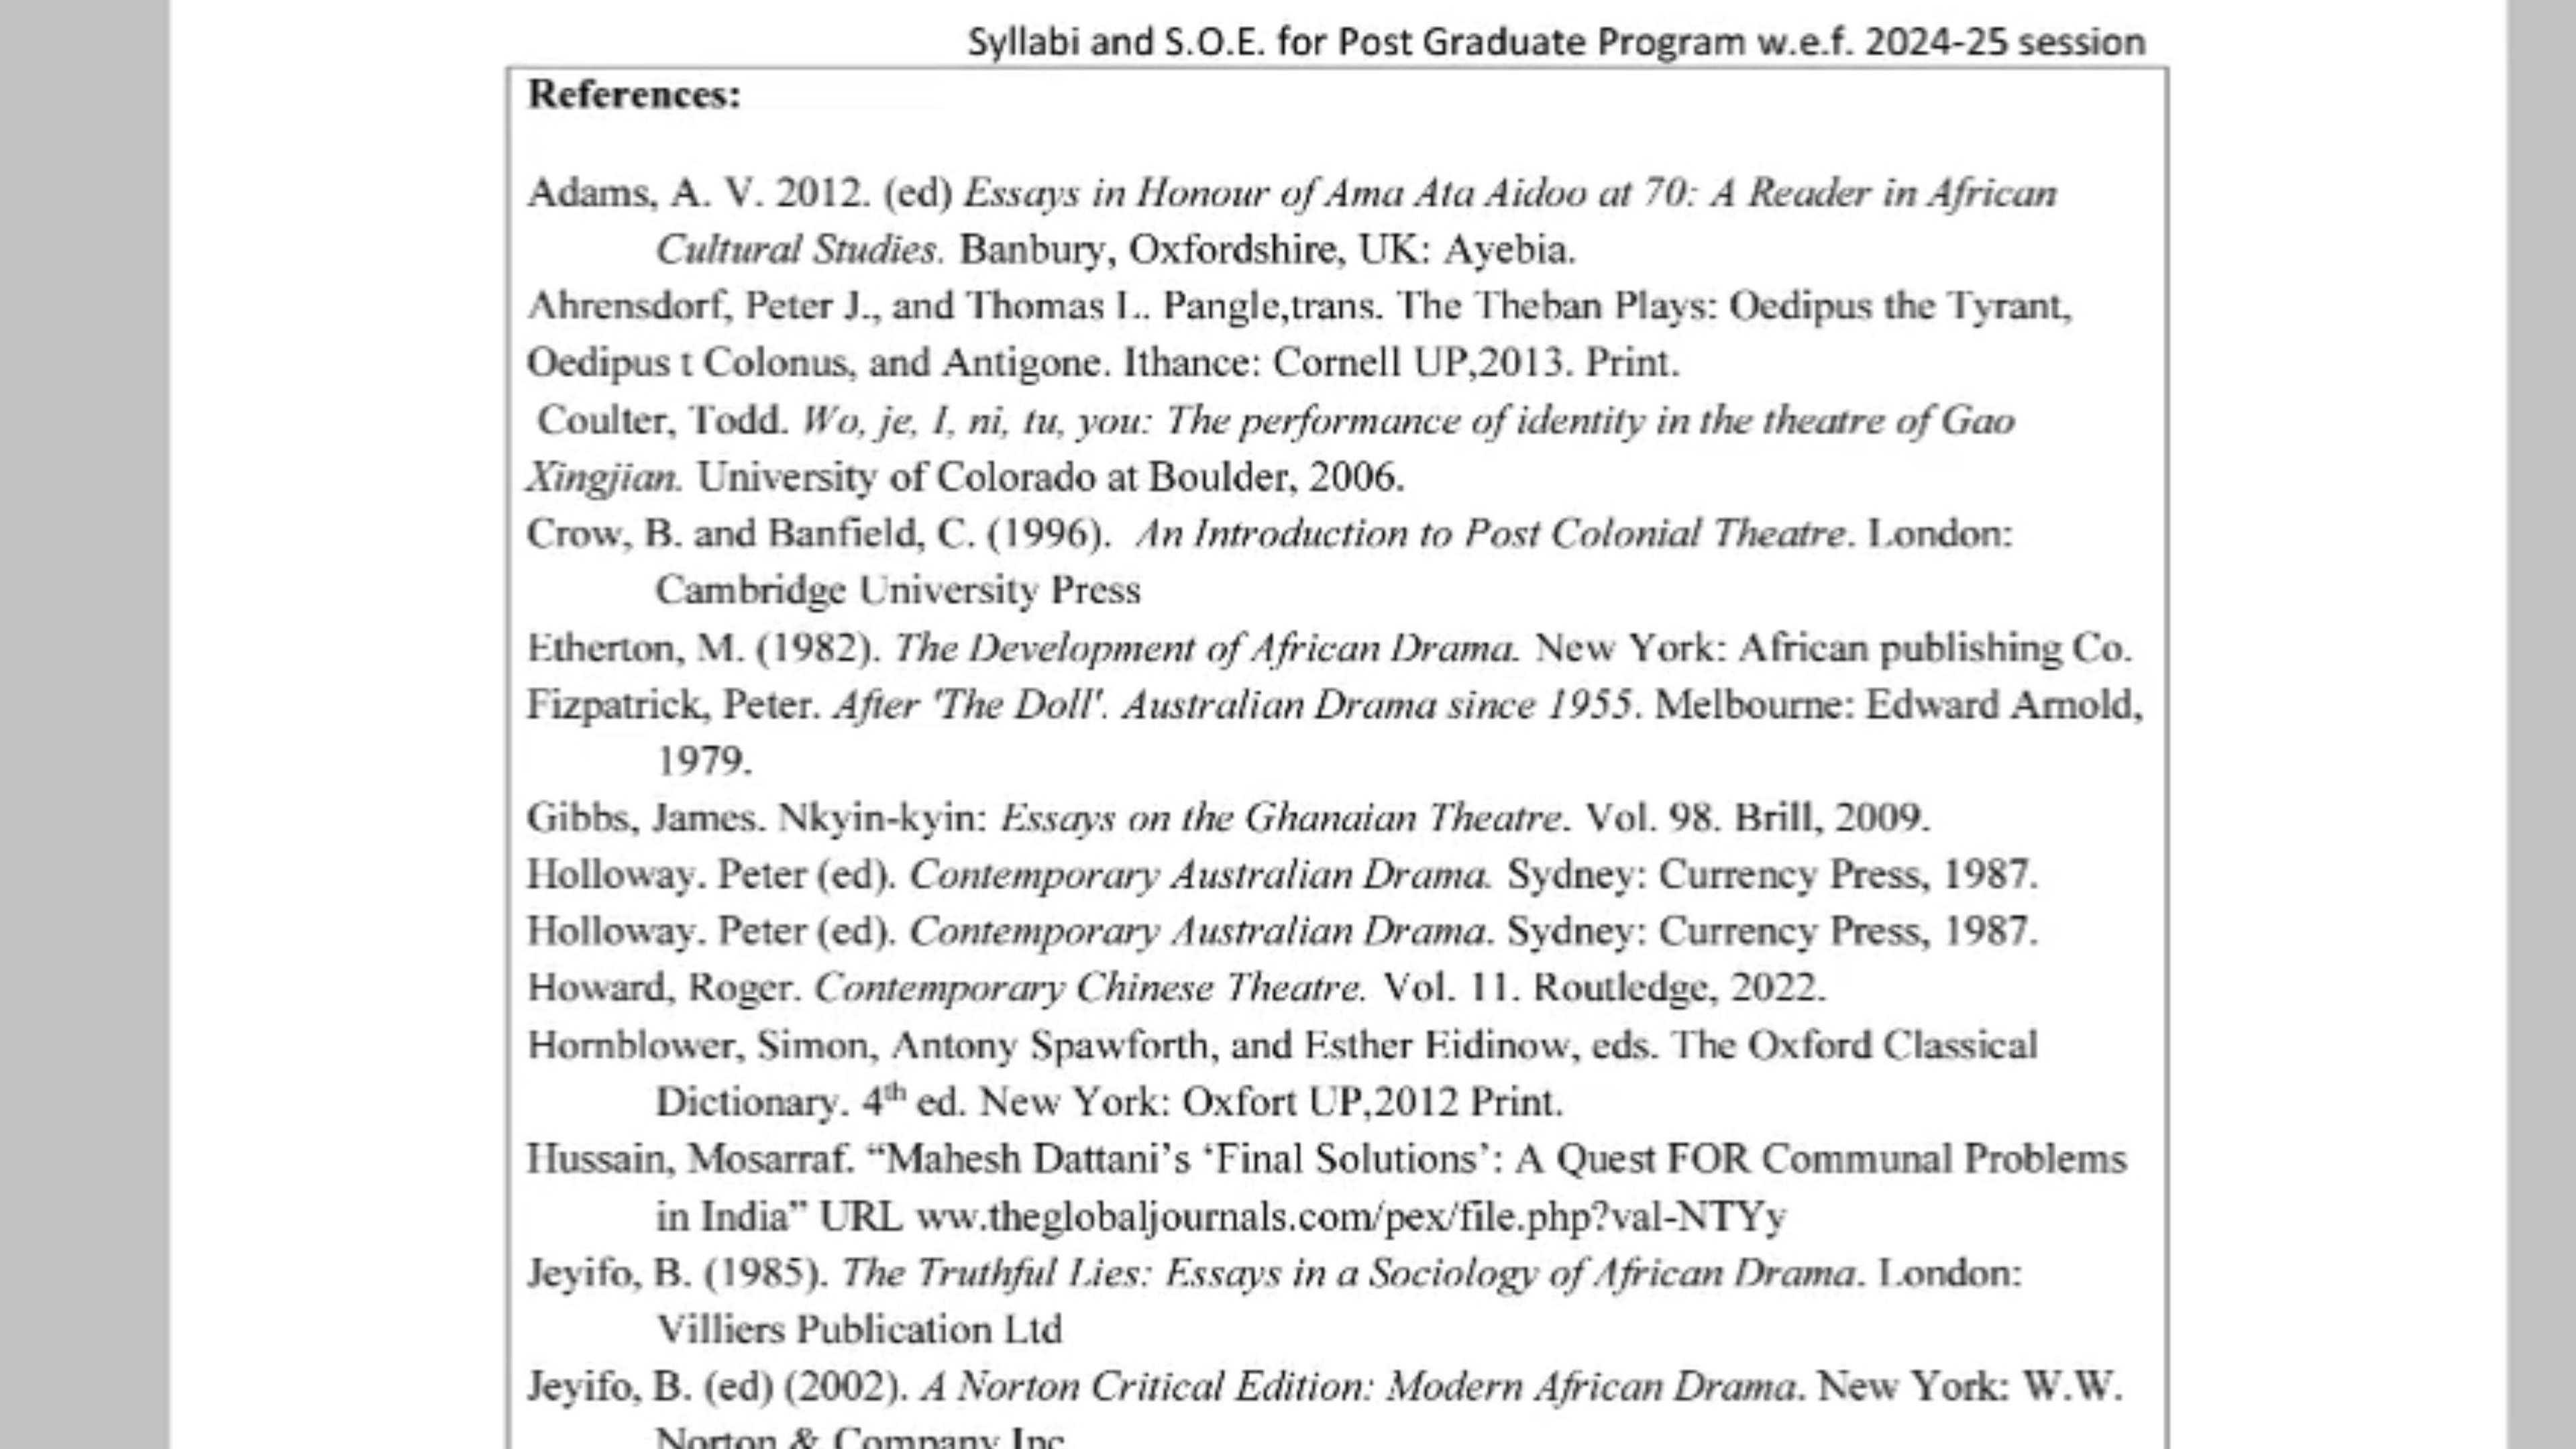 Syllabi and S.O.E. for Post Graduate Program w.e.f. 2024-25 session
References:
Adams, A. V. 2012. (ed) Essays in Honour of Ama Ata Aidoo at 70: A Reader in African
Cultural Studies. Banbury, Oxfordshire, UK: Ayebia.
Ahrensdorf, Peter J., and Thomas L. Pangle,trans. The Theban Plays: Oedipus the Tyrant,
Oedipus t Colonus, and Antigone. Ithance: Cornell UP,2013. Print.
Coulter, Todd. Wo, je, I, ni, tu, you: The performance of identity in the theatre of Gao
Xingjian. University of Colorado at Boulder, 2006.
Crow, B. and Banfield, C. (1996). An Introduction to Post Colonial Theatre. London:
Cambridge University Press
Etherton, M. (1982). The Development of African Drama. New York: African publishing Co.
Fizpatrick, Peter. After 'The Doll'. Australian Drama since 1955. Melbourne: Edward Arnold,
1979.
Gibbs, James. Nkyin-kyin: Essays on the Ghanaian Theatre. Vol. 98. Brill, 2009.
Holloway. Peter (ed). Contemporary Australian Drama. Sydney: Currency Press, 1987.
Holloway. Peter (ed). Contemporary Australian Drama. Sydney: Currency Press, 1987.
Howard, Roger. Contemporary Chinese Theatre. Vol. 11. Routledge, 2022.
Hornblower, Simon, Antony Spawforth, and Esther Eidinow, eds. The Oxford Classical
Dictionary. 4th ed. New York: Oxfort UP,2012 Print.
Hussain, Mosarraf. “Mahesh Dattani’s ‘Final Solutions’: A Quest FOR Communal Problems
in India” URL ww.theglobaljournals.com/pex/file.php?val-NTYy
Jeyifo, B. (1985). The Truthful Lies: Essays in a Sociology of African Drama. London:
Villiers Publication Ltd
Jeyifo, B. (ed) (2002). A Norton Critical Edition: Modern African Drama. New York: W.W.
Norton & Company Inc